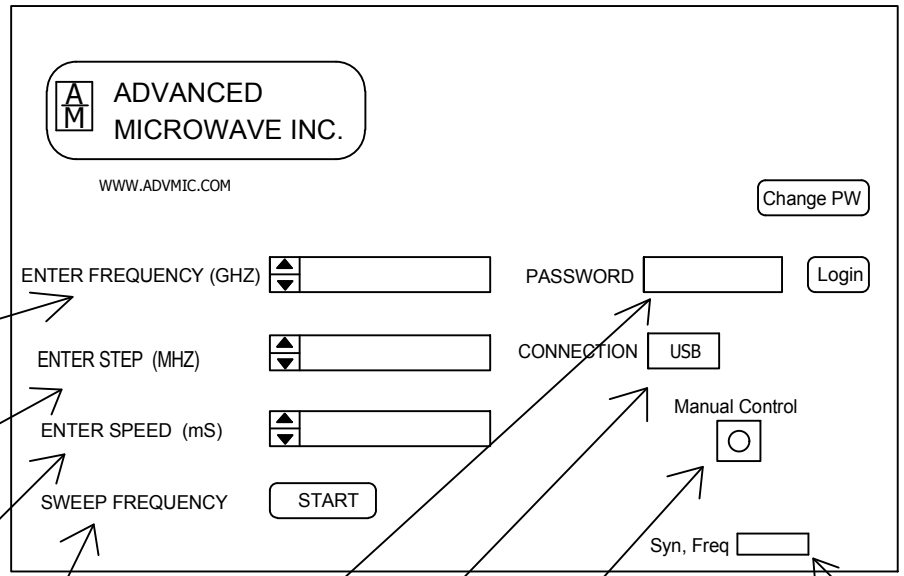 A
M
ADVANCED
MICROWAVE INC.
WWW.ADVMIC.COM
Change PW
ENTER FREQUENCY (GHZ)
PASSWORD
Login
ENTER STEP (MHZ)
CONNECTION
USB
ENTER SPEED (mS)
Manual Control
SWEEP FREQUENCY
START
Syn, Freq